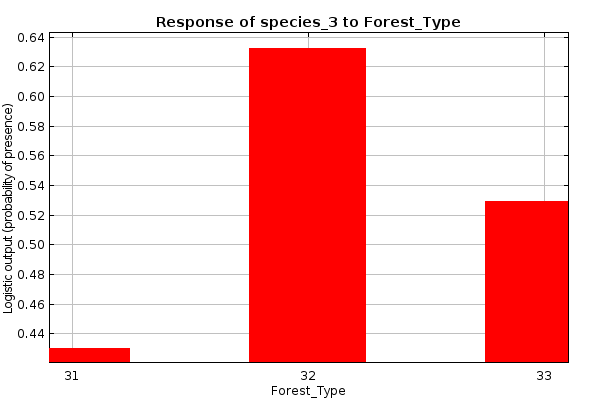 Response of species_3 to Forest_Type
Logistic output (probability of presence)
0.64
0.62
0.60
0.58
0.56
0.54
0.52
0.50
0.48
0.46
0.44
31 32 33
Forest_Type